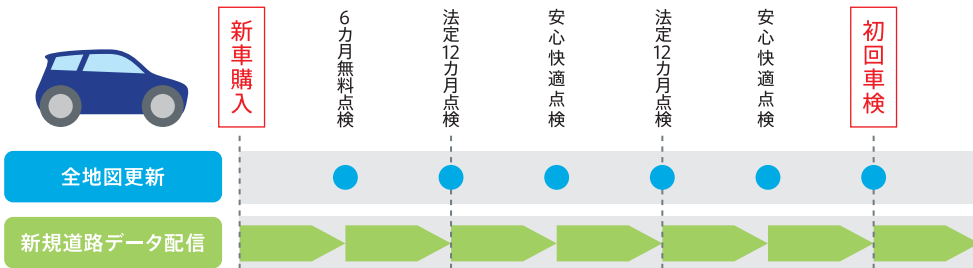 新車購入
6カ月無料点検
法定12カ月点検
安心快適点検
法定12カ月点検
安心快適点検
初回車検
全地図更新
新規道路データ配信